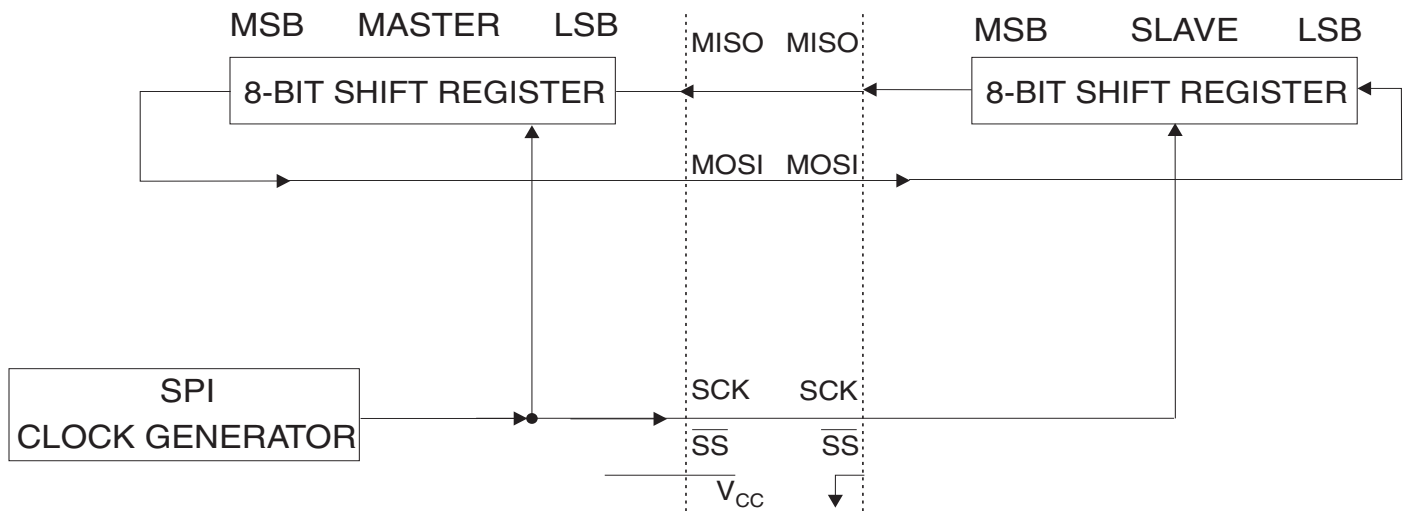 MSB MASTER LSB
MISO MISO
MSB SLAVE LSB
8-BIT SHIFT REGISTER
8-BIT SHIFT REGISTER
MOSI MOSI
SPI
CLOCK GENERATOR
SCK SCK
SS SS
VCC